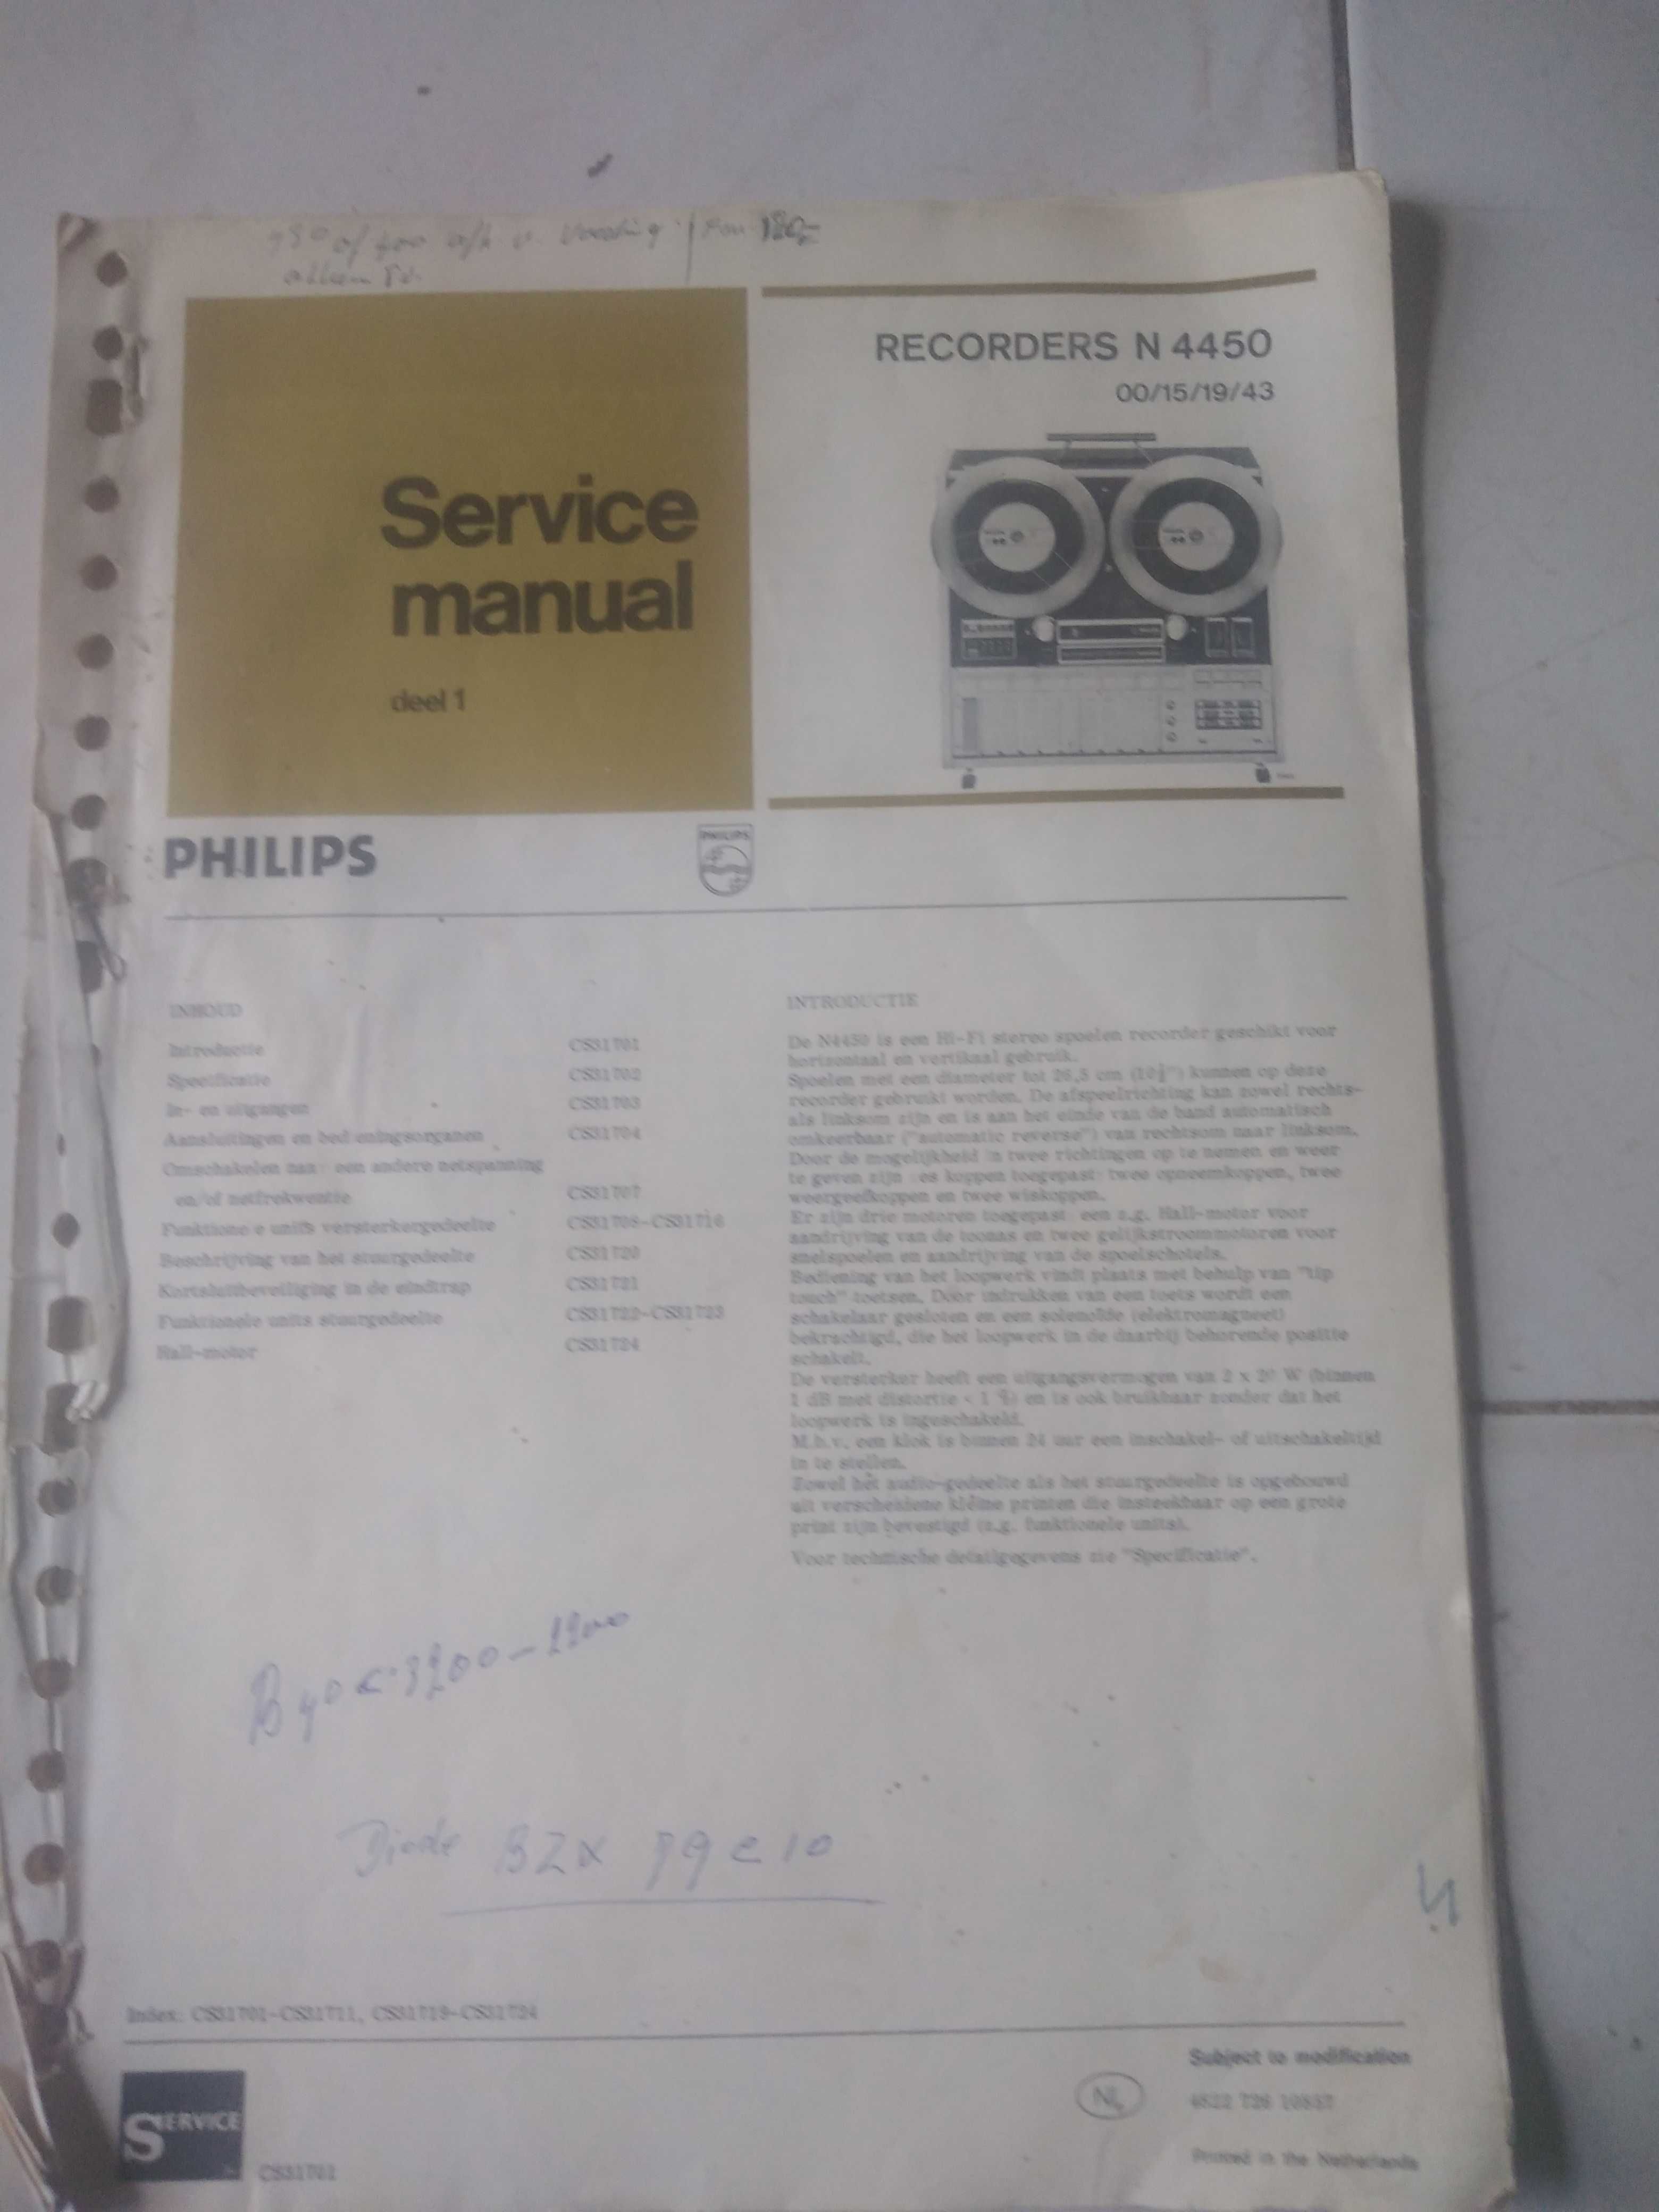 RECORDERS N 4450
00/15/19/43
Service
manual
deel 1
PHILIPS
PHILIPS
INHOUD
Introductie CS31701
Specificatie CS31702
In- en uitgangen CS31703
Aansluitingen en bedieningsorganen CS31704
Omschakelen naar een andere netspanning
en/of netfrekwentie CS31707
Funktionele units versterkergedeelte CS31708-CS31716
Beschrijving van het stuurgedeelte CS31720
Kortsluitbeveiliging in de eindtrap CS31721
Funktionele units stuurgedeelte CS31722-CS31723
Hall-motor CS31724
INTRODUCTIE
De N4450 is een Hi-Fi stereo spoelen recorder geschikt voor
horizontaal en vertikaal gebruik.
Spoelen met een diameter tot 26,5 cm (10½") kunnen op deze
recorder gebruikt worden. De afspeelrichting kan zowel rechts-
als linksom zijn en is aan het einde van de band automatisch
omkeerbaar ("automatic reverse") van rechtsom naar linksom.
Door de mogelijkheid in twee richtingen op te nemen en weer
te geven zijn zes koppen toegepast: twee opneemkoppen, twee
weergeefkoppen en twee wiskoppen.
Er zijn drie motoren toegepast: een z.g. Hall-motor voor
aandrijving van de toonas en twee gelijkstroommotoren voor
snelspoelen en aandrijving van de spoelschotels.
Bediening van het loopwerk vindt plaats met behulp van "tip
touch" toetsen. Door indrukken van een toets wordt een
schakelaar gesloten en een solenoïde (elektromagneet)
bekrachtigd, die het loopwerk in de daarbij behorende positie
schakelt.
De versterker heeft een uitgangsvermogen van 2 x 20 W (binnen
1 dB met distortie < 1 %) en is ook bruikbaar zonder dat het
loopwerk is ingeschakeld.
M.b.v. een klok is binnen 24 uur een inschakel- of uitschakeltijd
in te stellen.
Zowel het audio-gedeelte als het stuurgedeelte is opgebouwd
uit verscheidene kleine printen die insteekbaar op een grote
print zijn bevestigd (z.g. funktionele units).
Voor technische detailgegevens zie "Specificatie".
B 40 C 3200-
Diode BZX 79 C 10
Index: CS31701-CS31711, CS31719-CS31724
Subject to modification
NL
4822 726 10837
Printed in the Netherlands
SERVICE
CS31701